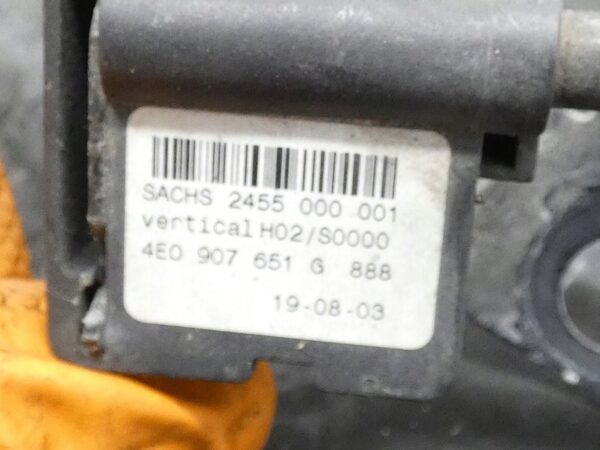 SACHS 2455 000 001
vertical H02/S0000
4E0 907 651 G 888
19-08-03